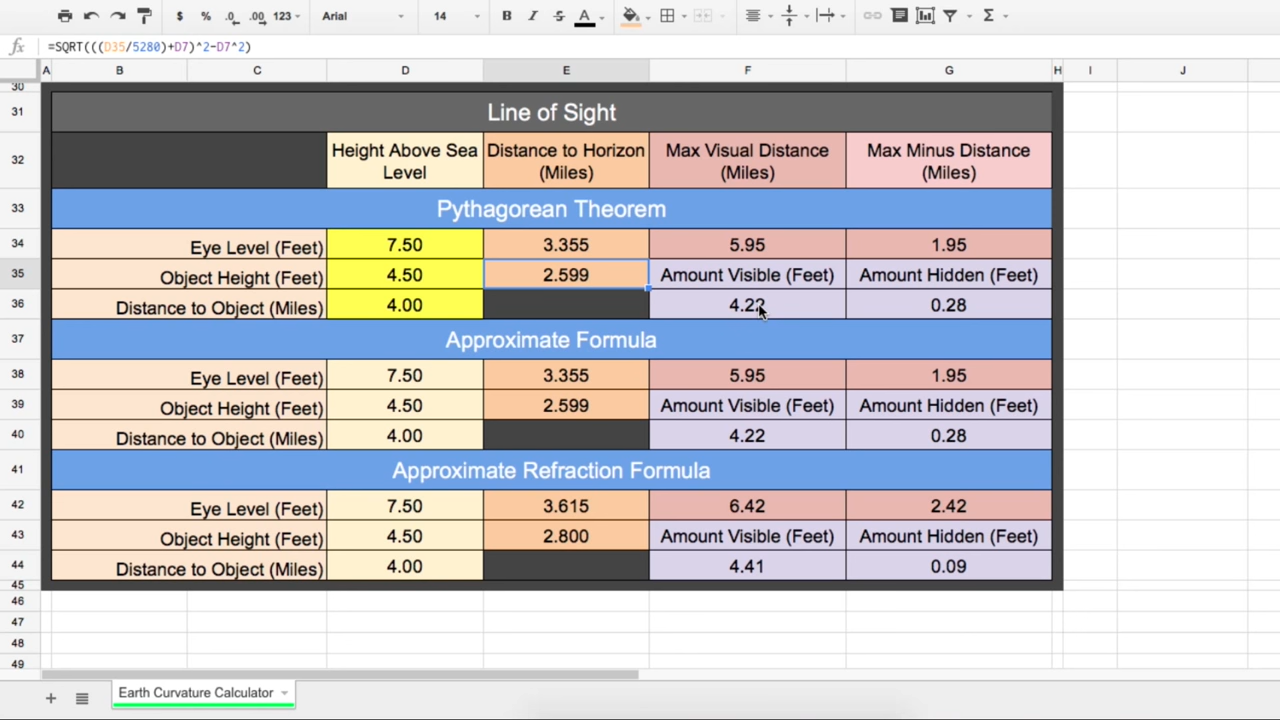 $ % .0 .00 123 Arial 14 B I S A Σ
fx =SQRT(((D35/5280)+D7)^2-D7^2)
A B C D E F G H I J
30
31 Line of Sight
32 Height Above Sea Level Distance to Horizon (Miles) Max Visual Distance (Miles) Max Minus Distance (Miles)
33 Pythagorean Theorem
34 Eye Level (Feet) 7.50 3.355 5.95 1.95
35 Object Height (Feet) 4.50 2.599 Amount Visible (Feet) Amount Hidden (Feet)
36 Distance to Object (Miles) 4.00 4.22 0.28
37 Approximate Formula
38 Eye Level (Feet) 7.50 3.355 5.95 1.95
39 Object Height (Feet) 4.50 2.599 Amount Visible (Feet) Amount Hidden (Feet)
40 Distance to Object (Miles) 4.00 4.22 0.28
41 Approximate Refraction Formula
42 Eye Level (Feet) 7.50 3.615 6.42 2.42
43 Object Height (Feet) 4.50 2.800 Amount Visible (Feet) Amount Hidden (Feet)
44 Distance to Object (Miles) 4.00 4.41 0.09
45
46
47
48
49
+ Earth Curvature Calculator